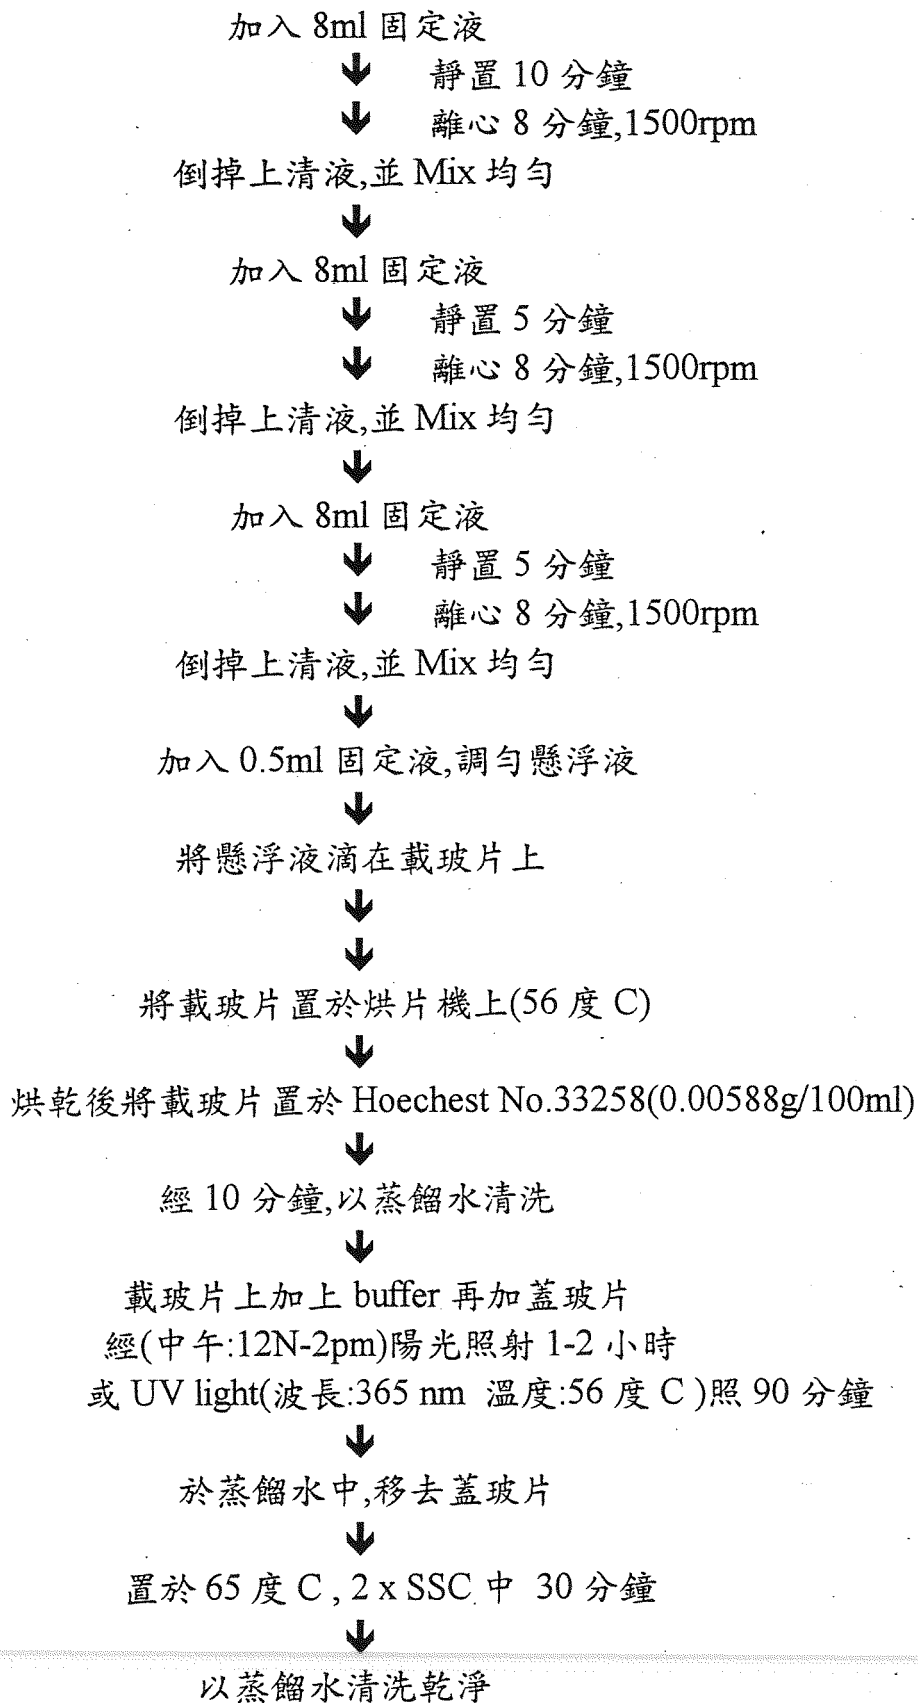 加入 8ml 固定液
靜置 10 分鐘
離心 8 分鐘,1500rpm
倒掉上清液,並 Mix 均勻
加入 8ml 固定液
靜置 5 分鐘
離心 8 分鐘,1500rpm
倒掉上清液,並 Mix 均勻
加入 8ml 固定液
靜置 5 分鐘
離心 8 分鐘,1500rpm
倒掉上清液,並 Mix 均勻
加入 0.5ml 固定液,調勻懸浮液
將懸浮液滴在載玻片上
將載玻片置於烘片機上(56 度 C)
烘乾後將載玻片置於 Hoechest No.33258(0.00588g/100ml)
經 10 分鐘,以蒸餾水清洗
載玻片上加上 buffer 再加蓋玻片
經(中午:12N-2pm)陽光照射 1-2 小時
或 UV light(波長:365 nm 溫度:56 度 C )照 90 分鐘
於蒸餾水中,移去蓋玻片
置於 65 度 C , 2 x SSC 中 30 分鐘
以蒸餾水清洗乾淨